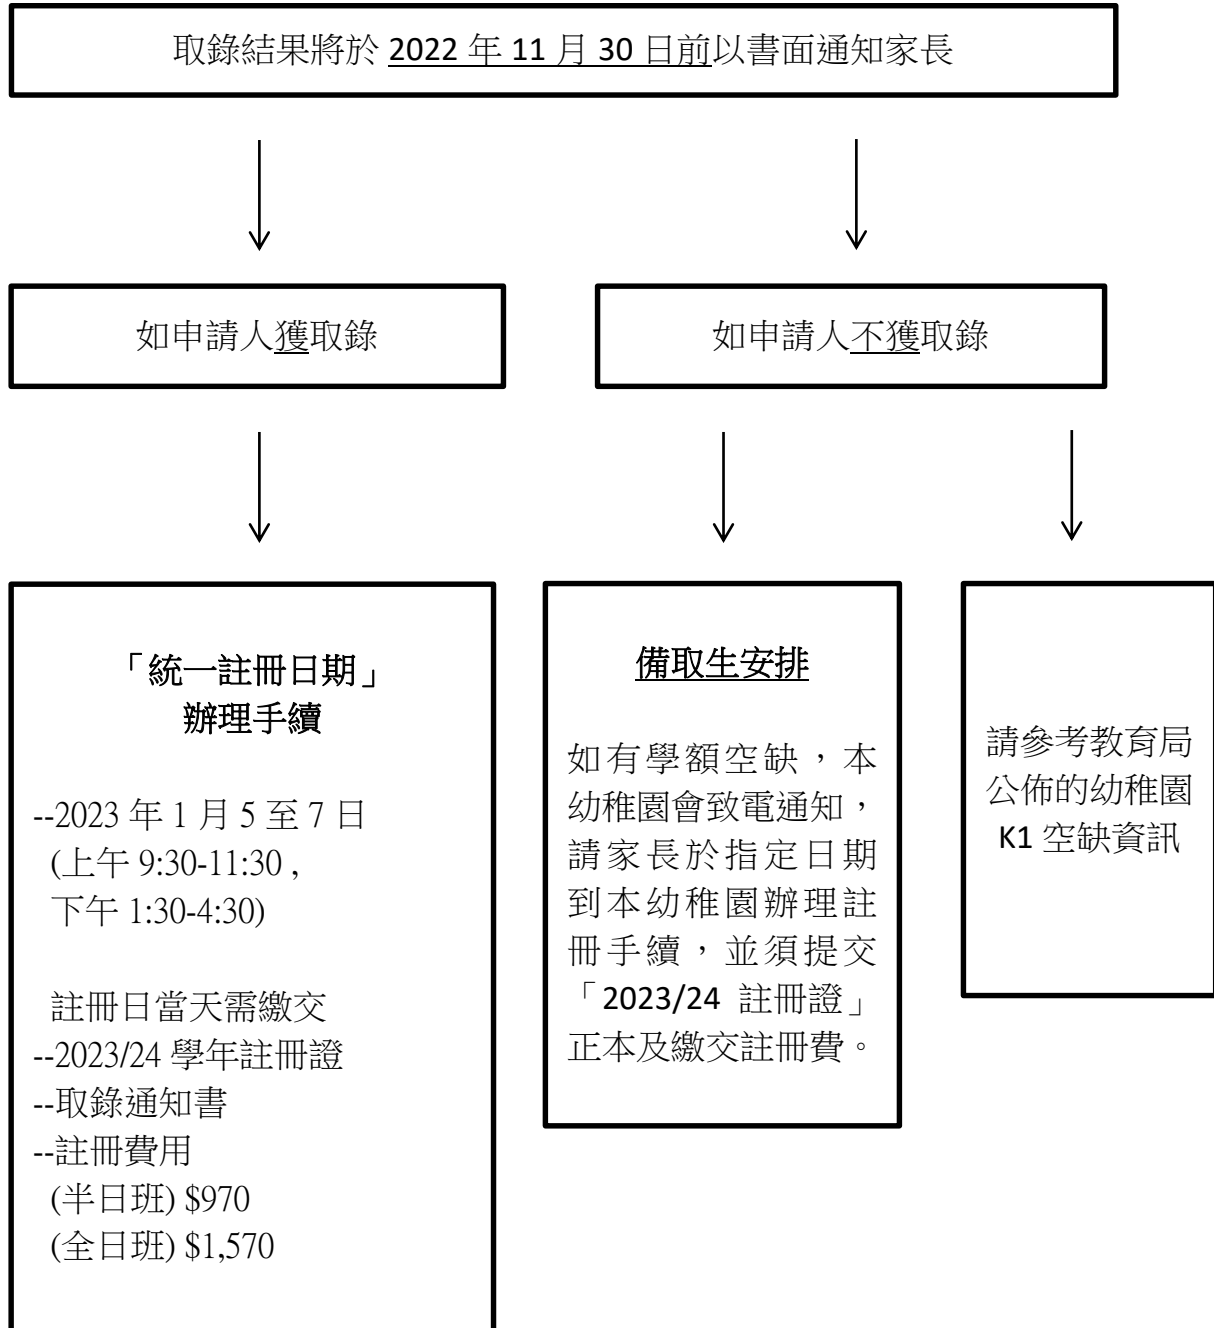 取錄結果將於 2022 年 11 月 30 日前以書面通知家長
如申請人獲取錄
如申請人不獲取錄
「統一註冊日期」
辦理手續
--2023 年 1 月 5 至 7 日
(上午 9:30-11:30 ,
下午 1:30-4:30)
註冊日當天需繳交
--2023/24 學年註冊證
--取錄通知書
--註冊費用
(半日班) $970
(全日班) $1,570
備取生安排
如有學額空缺，本
幼稚園會致電通知，
請家長於指定日期
到本幼稚園辦理註
冊手續，並須提交
「2023/24 註冊證」
正本及繳交註冊費。
請參考教育局
公佈的幼稚園
K1 空缺資訊